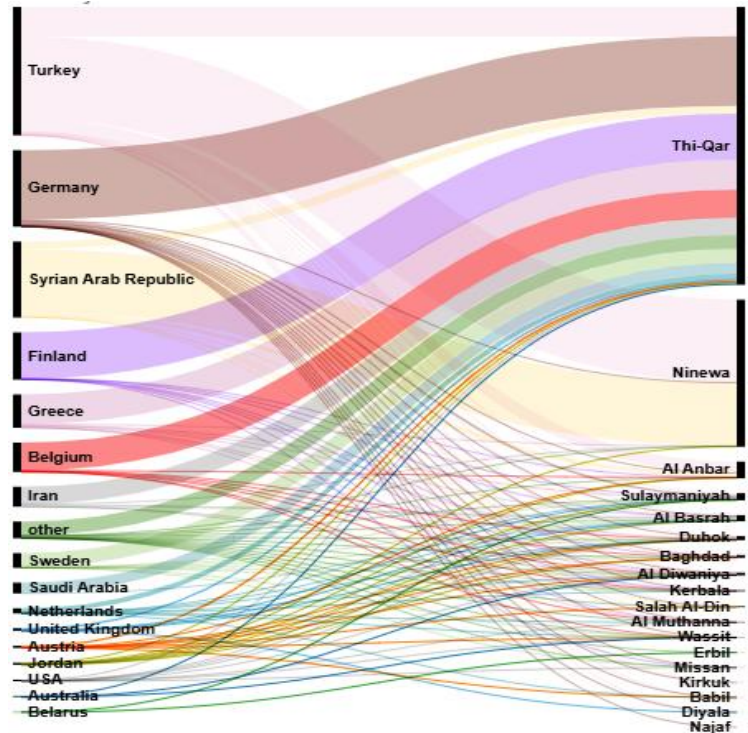 Turkey
Germany
Syrian Arab Republic
Finland
Greece
Belgium
Iran
other
Sweden
Saudi Arabia
Netherlands
United Kingdom
Austria
Jordan
USA
Australia
Belarus
Thi-Qar
Ninewa
Al Anbar
Sulaymaniyah
Al Basrah
Duhok
Baghdad
Al Diwaniya
Kerbala
Salah Al-Din
Al Muthanna
Wassit
Erbil
Missan
Kirkuk
Babil
Diyala
Najaf